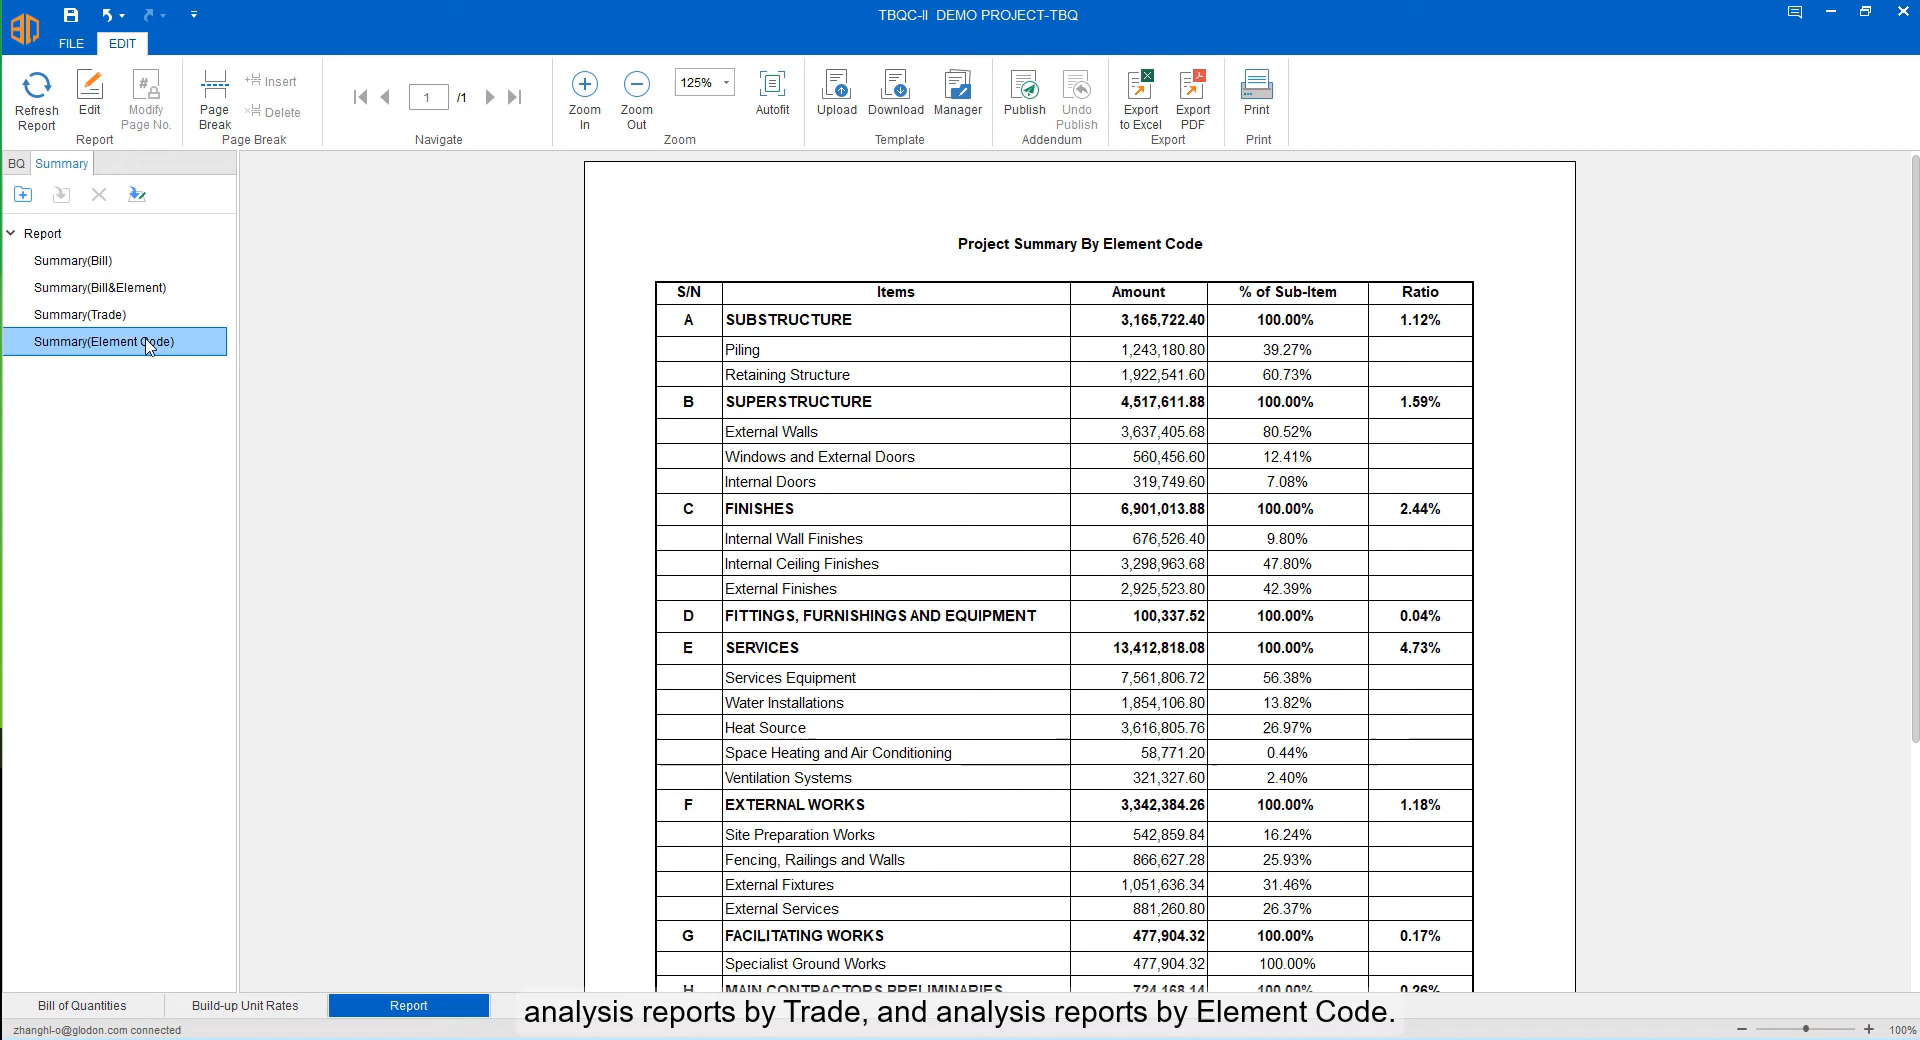 TBQC-II DEMO PROJECT-TBQ
FILE
EDIT
Refresh
Report
Edit
Modify
Page No.
Report
Page
Break
Insert
Delete
Page Break
1
/1
Navigate
Zoom
In
Zoom
Out
125%
Autofit
Zoom
Upload
Download
Manager
Template
Publish
Undo
Publish
Addendum
Export
to Excel
Export
PDF
Export
Print
Print
BQ
Summary
Report
Summary(Bill)
Summary(Bill&Element)
Summary(Trade)
Summary(Element Code)
Project Summary By Element Code
S/N Items Amount % of Sub-Item Ratio
A SUBSTRUCTURE 3,165,722.40 100.00% 1.12%
Piling 1,243,180.80 39.27%
Retaining Structure 1,922,541.60 60.73%
B SUPERSTRUCTURE 4,517,611.88 100.00% 1.59%
External Walls 3,637,405.68 80.52%
Windows and External Doors 560,456.60 12.41%
Internal Doors 319,749.60 7.08%
C FINISHES 6,901,013.88 100.00% 2.44%
Internal Wall Finishes 676,526.40 9.80%
Internal Ceiling Finishes 3,298,963.68 47.80%
External Finishes 2,925,523.80 42.39%
D FITTINGS, FURNISHINGS AND EQUIPMENT 100,337.52 100.00% 0.04%
E SERVICES 13,412,818.08 100.00% 4.73%
Services Equipment 7,561,806.72 56.38%
Water Installations 1,854,106.80 13.82%
Heat Source 3,616,805.76 26.97%
Space Heating and Air Conditioning 58,771.20 0.44%
Ventilation Systems 321,327.60 2.40%
F EXTERNAL WORKS 3,342,384.26 100.00% 1.18%
Site Preparation Works 542,859.84 16.24%
Fencing, Railings and Walls 866,627.28 25.93%
External Fixtures 1,051,636.34 31.46%
External Services 881,260.80 26.37%
G FACILITATING WORKS 477,904.32 100.00% 0.17%
Specialist Ground Works 477,904.32 100.00%
H MAIN CONTRACTORS PRELIMINARIES 724,168.14 100.00% 0.26%
Bill of Quantities
Build-up Unit Rates
Report
analysis reports by Trade, and analysis reports by Element Code.
zhanghl-o@glodon.com connected
100%